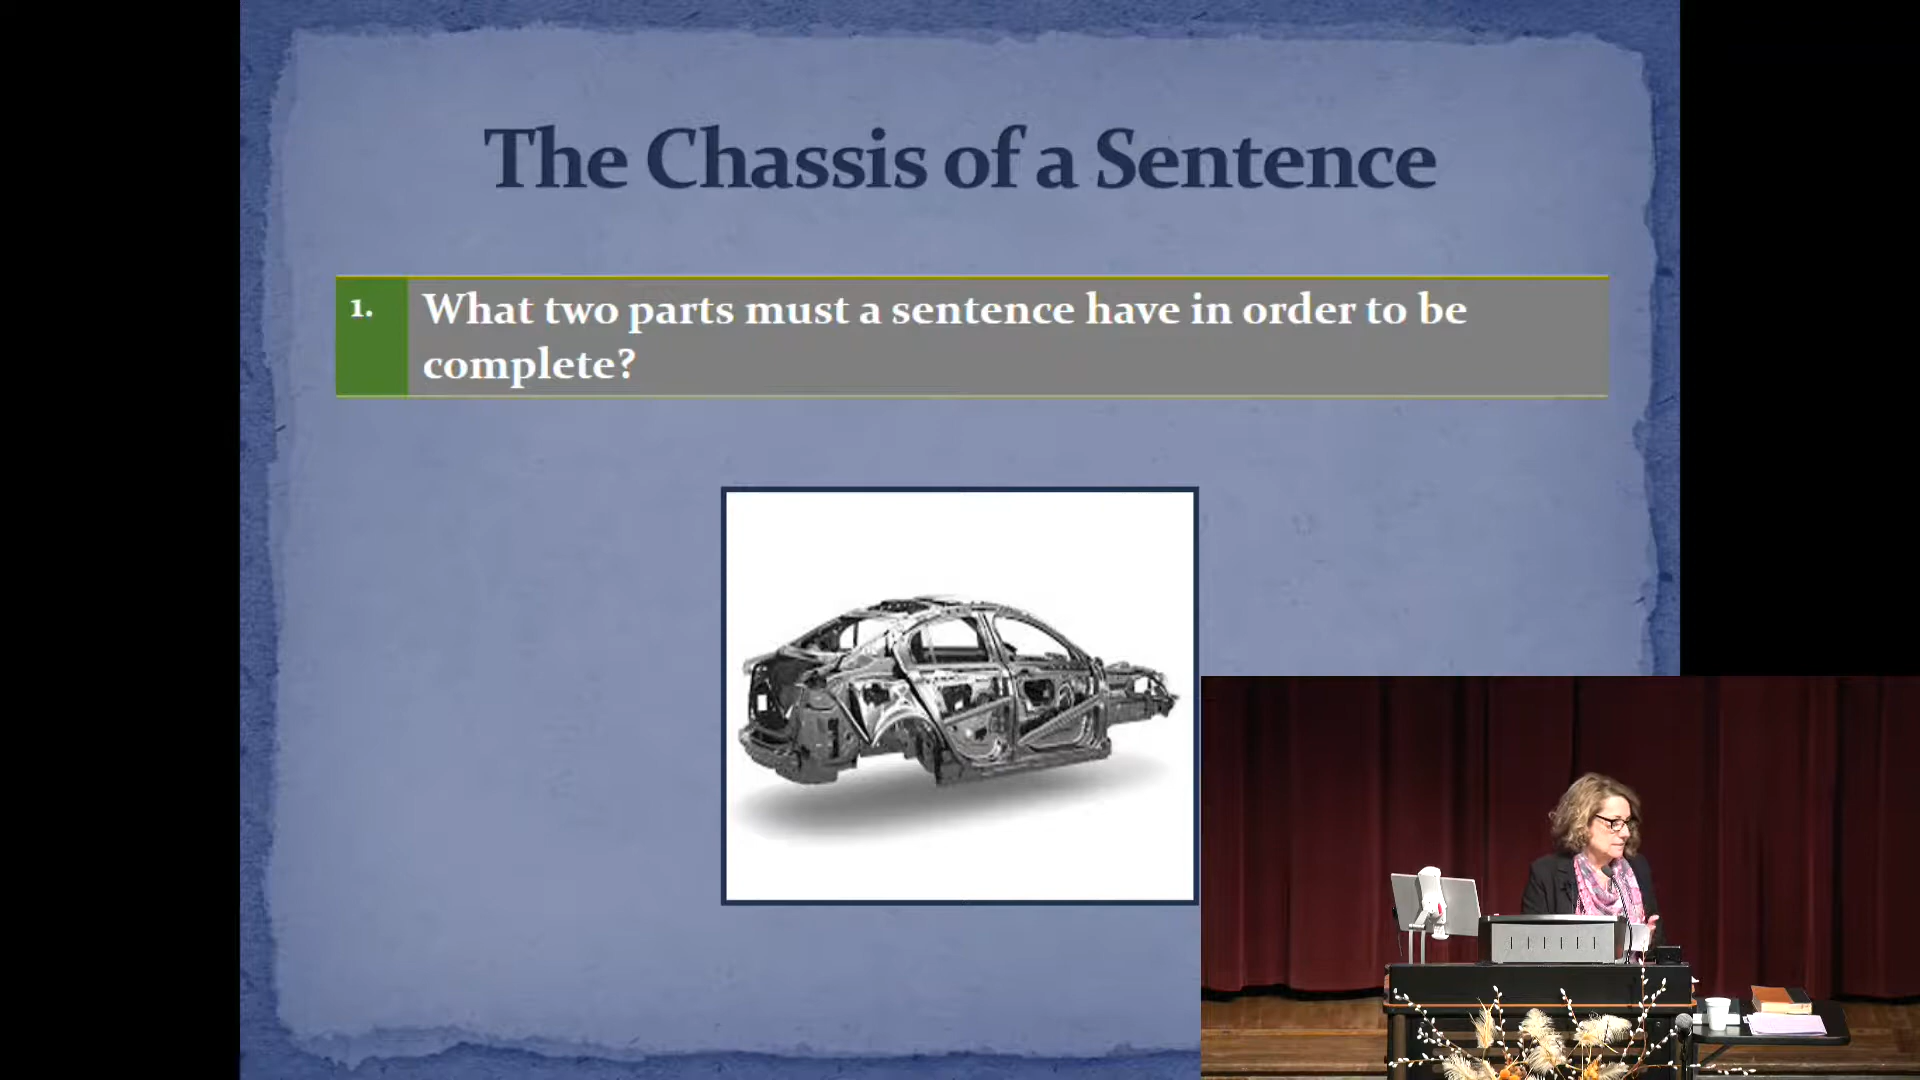 The Chassis of a Sentence
1. What two parts must a sentence have in order to be
complete?